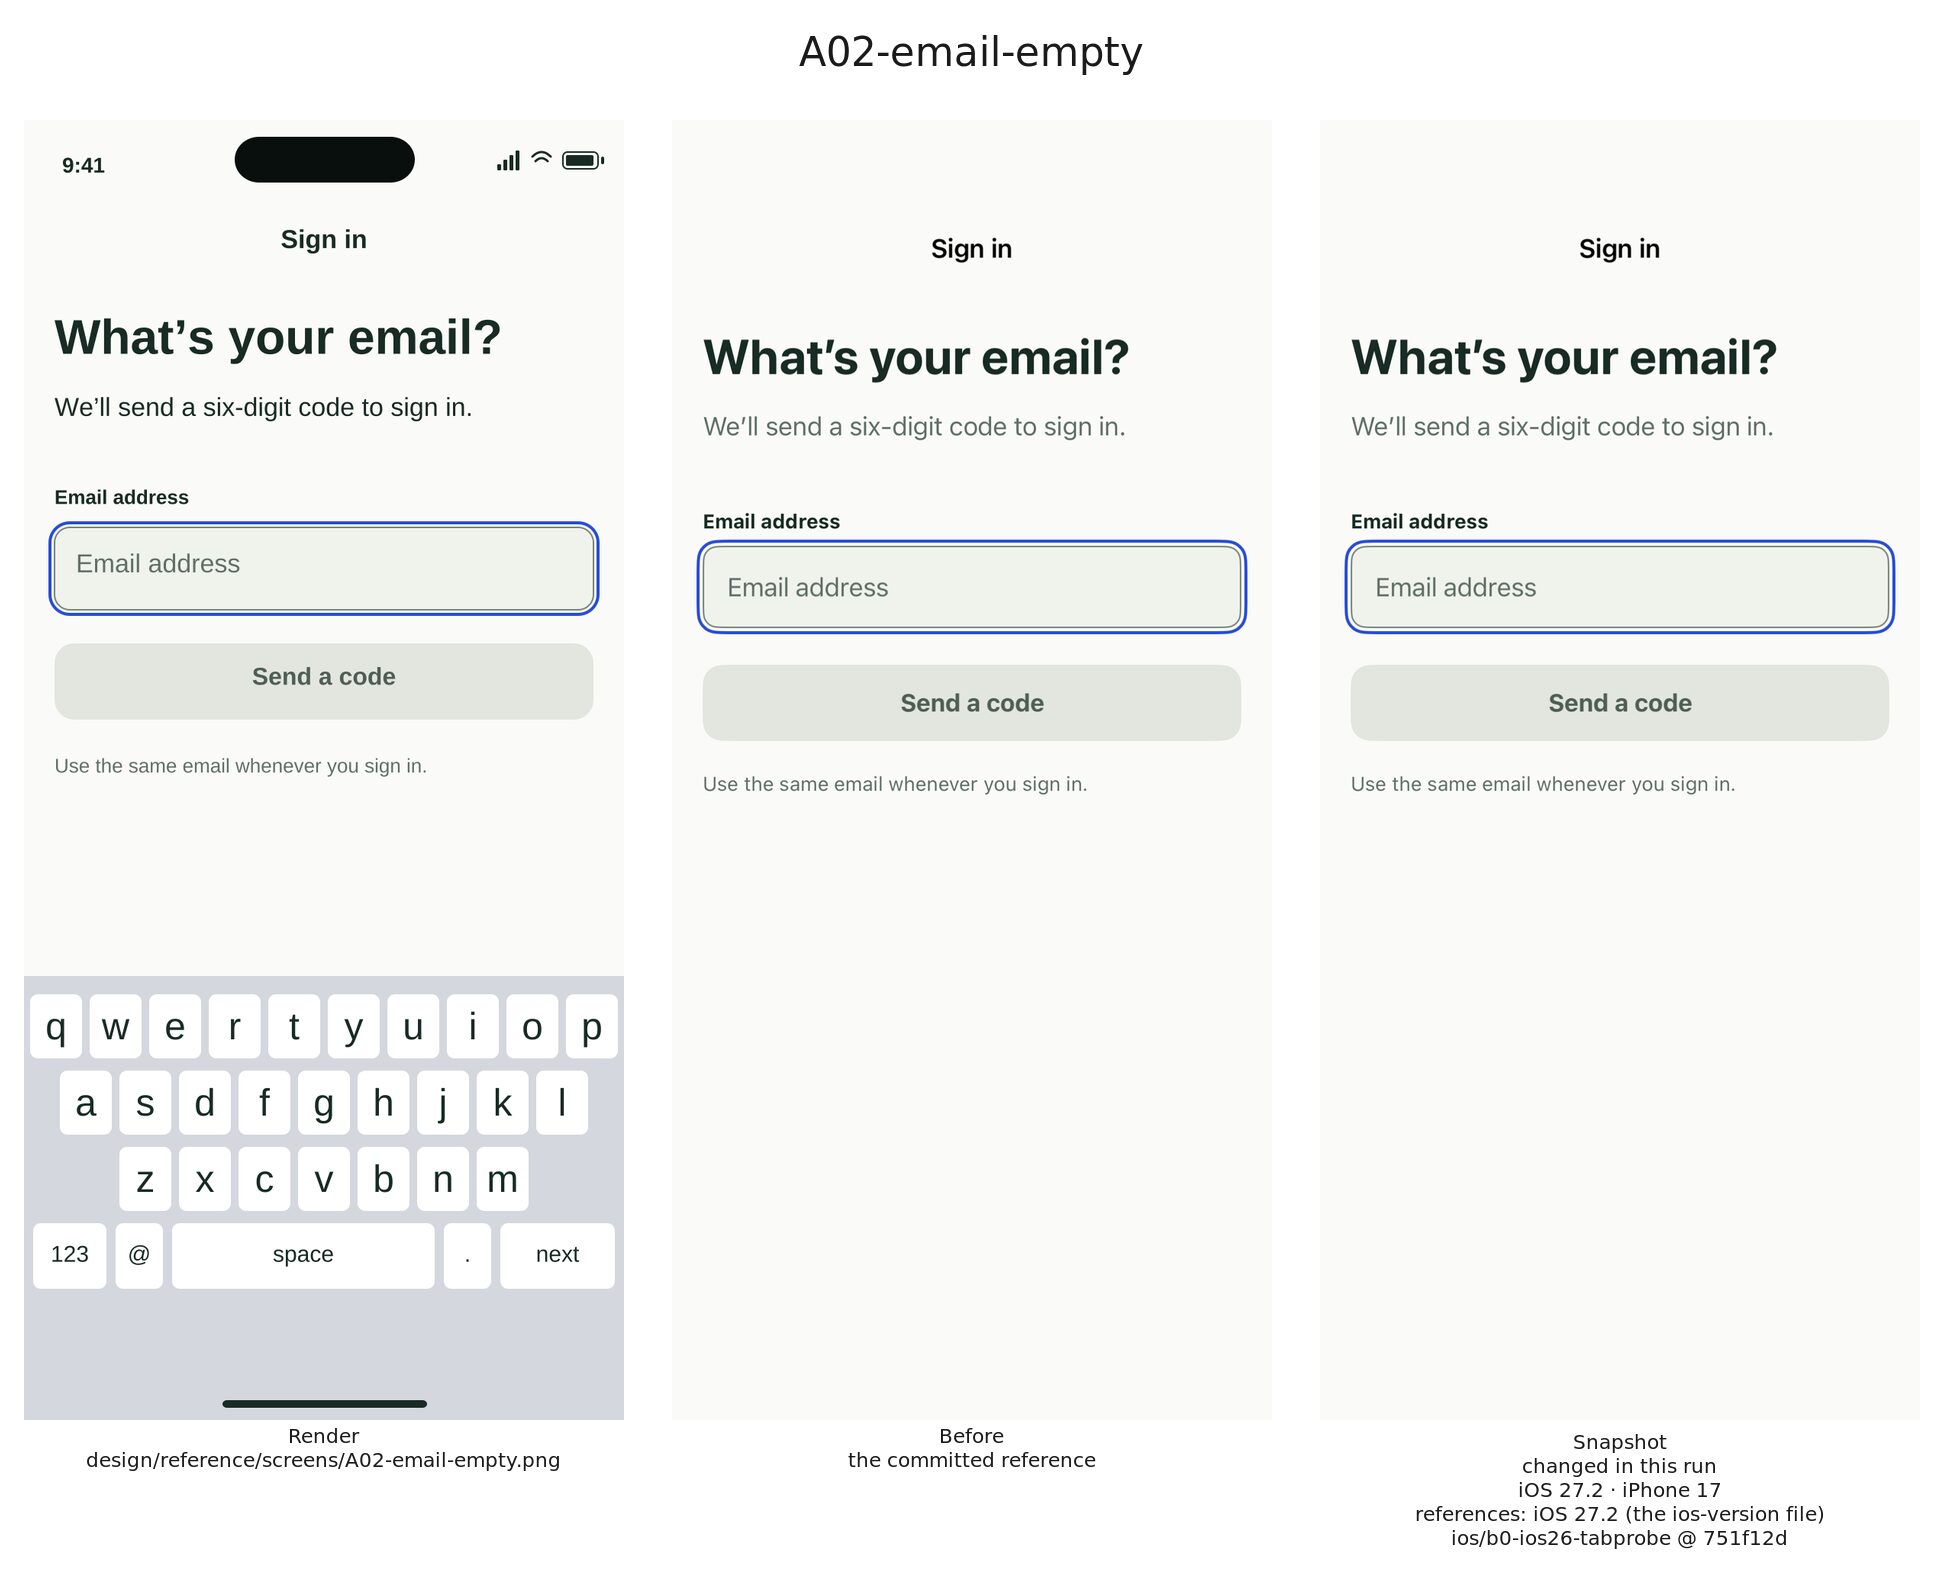 A02-email-empty
9:41
Sign in
What’s your email?
We’ll send a six-digit code to sign in.
Email address
Email address
Send a code
Use the same email whenever you sign in.
q w e r t y u i o p
a s d f g h j k l
z x c v b n m
123 @ space . next
Render
design/reference/screens/A02-email-empty.png
Sign in
What’s your email?
We’ll send a six-digit code to sign in.
Email address
Email address
Send a code
Use the same email whenever you sign in.
Before
the committed reference
Sign in
What’s your email?
We’ll send a six-digit code to sign in.
Email address
Email address
Send a code
Use the same email whenever you sign in.
Snapshot
changed in this run
iOS 27.2 · iPhone 17
references: iOS 27.2 (the ios-version file)
ios/b0-ios26-tabprobe @ 751f12d